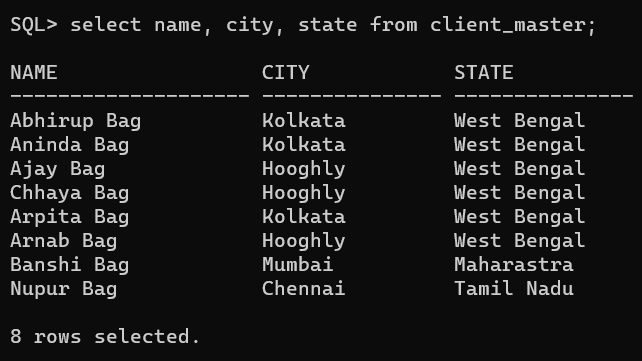 SQL> select name, city, state from client_master;
NAME CITY STATE
-------------------- --------------- ---------------
Abhirup Bag Kolkata West Bengal
Aninda Bag Kolkata West Bengal
Ajay Bag Hooghly West Bengal
Chhaya Bag Hooghly West Bengal
Arpita Bag Kolkata West Bengal
Arnab Bag Hooghly West Bengal
Banshi Bag Mumbai Maharastra
Nupur Bag Chennai Tamil Nadu
8 rows selected.